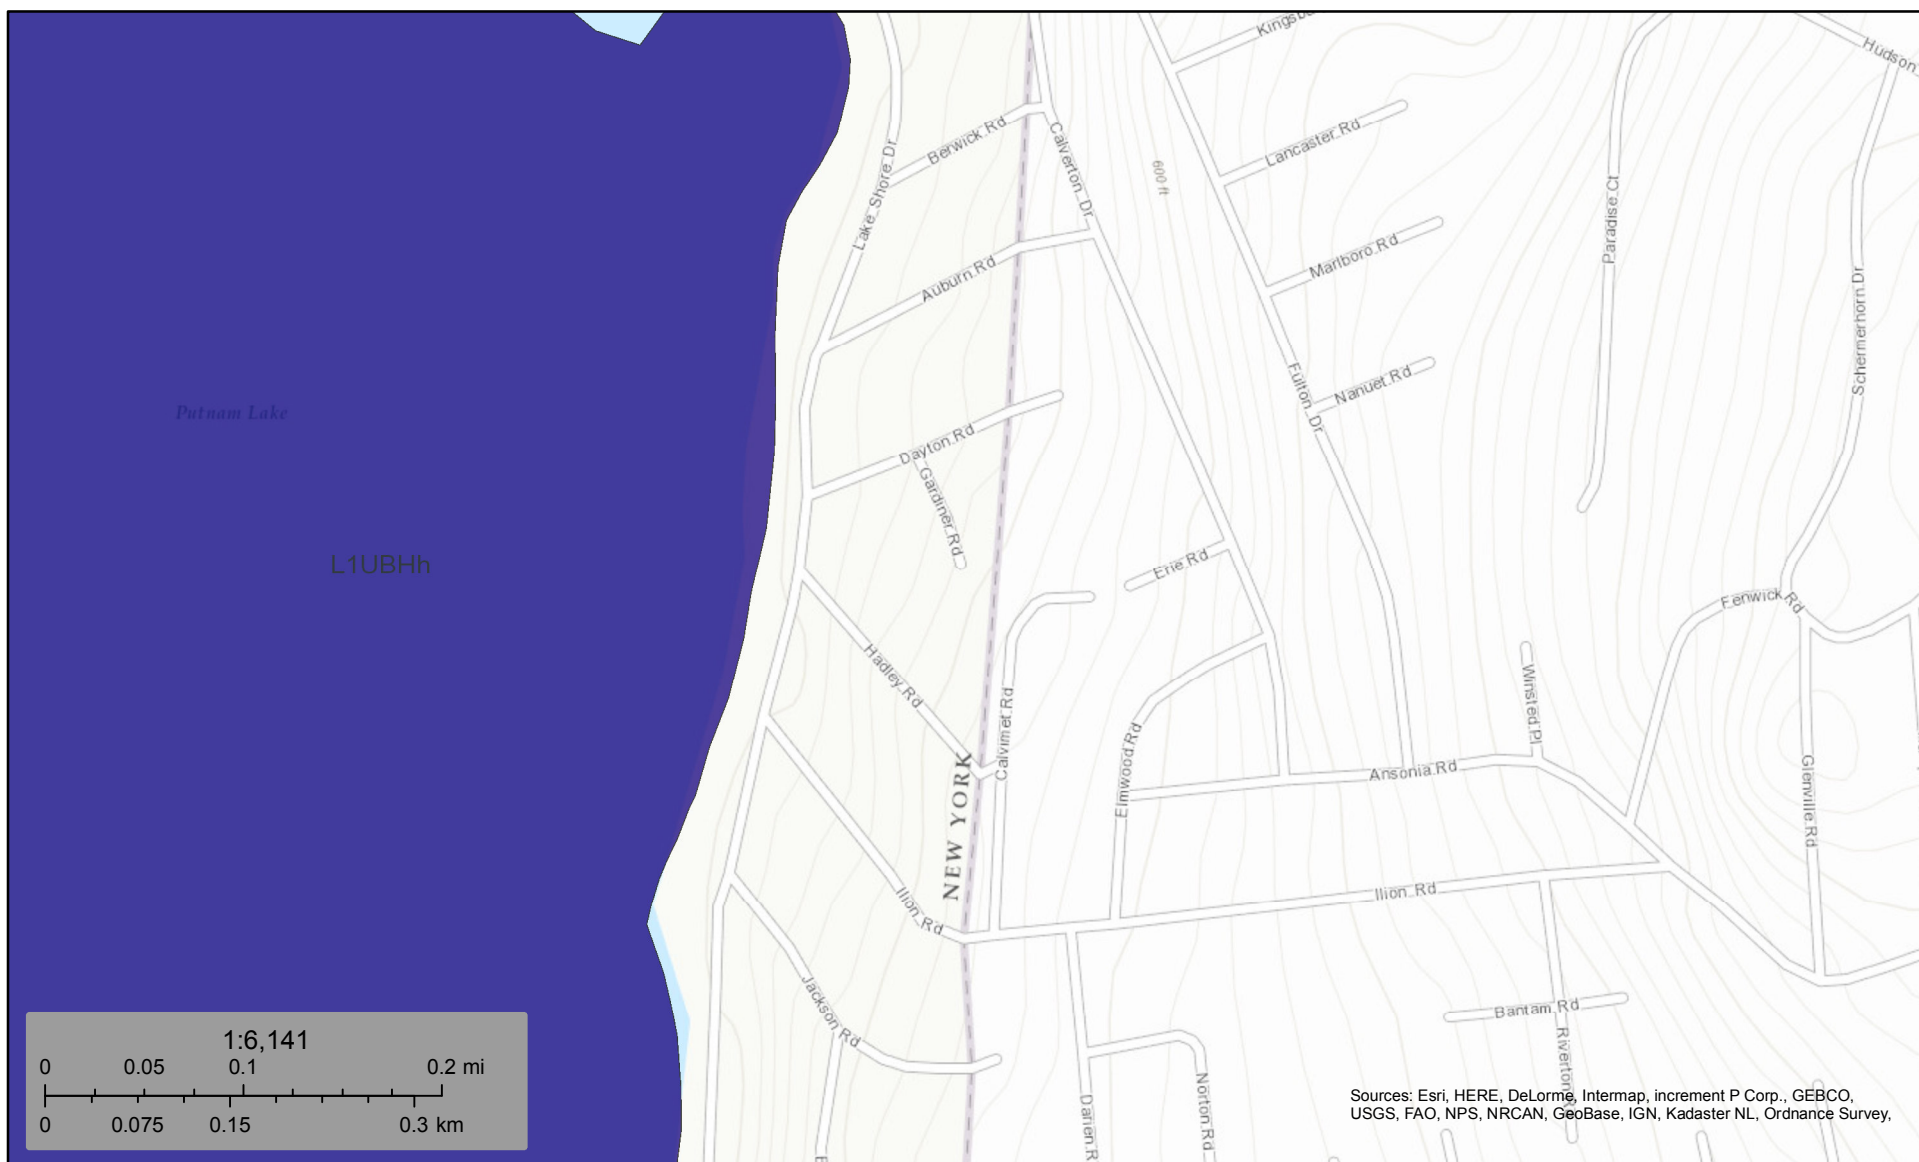 Kingsb
Hudson
Berwick Rd
Calverton Dr
600 ft
Lancaster Rd
Lake Shore Dr
Paradise Ct
Auburn Rd
Marlboro Rd
Schermerhorn Dr
Fulton Dr
Nanuet Rd
Putnam Lake
Dayton Rd
Gardiner Rd
L1UBHh
Erie Rd
Fenwick Rd
Hadley Rd
Calvimet Rd
Winsted Pl
Elmwood Rd
Ansonia Rd
Glenville Rd
NEW YORK
Ilion Rd
Ilion Rd
Jackson Rd
Bantam Rd
Riverton R
Norton Rd
Darien R
E
1:6,141
0 0.05 0.1 0.2 mi
0 0.075 0.15 0.3 km
Sources: Esri, HERE, DeLorme, Intermap, increment P Corp., GEBCO,
USGS, FAO, NPS, NRCAN, GeoBase, IGN, Kadaster NL, Ordnance Survey,